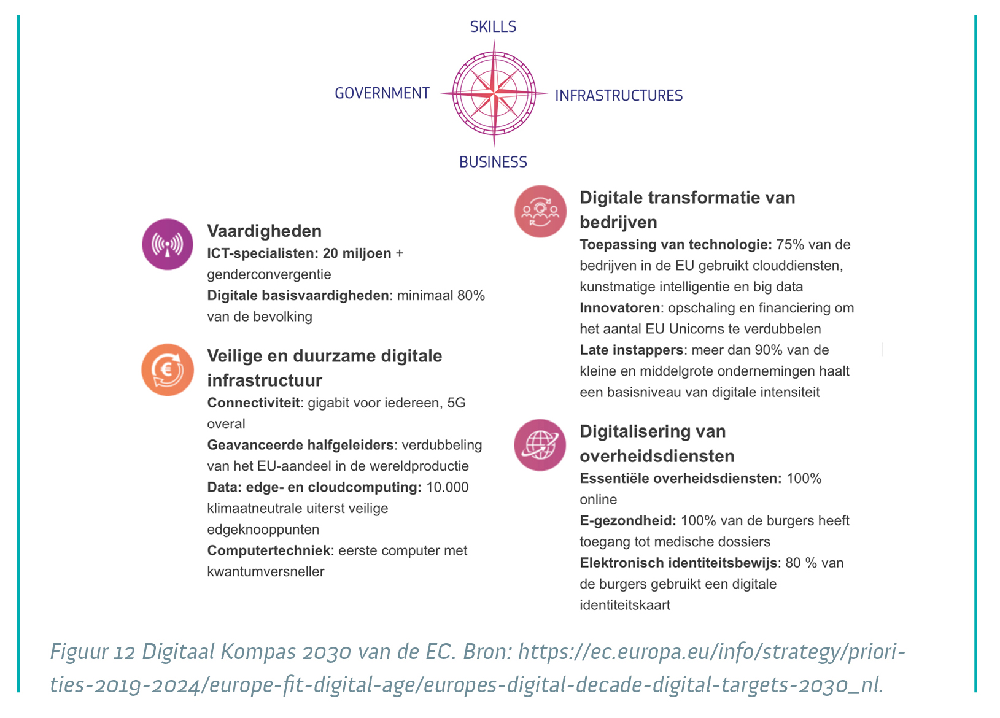 SKILLS
GOVERNMENT
INFRASTRUCTURES
BUSINESS
Vaardigheden
ICT-specialisten: 20 miljoen +
genderconvergentie
Digitale basisvaardigheden: minimaal 80%
van de bevolking
Veilige en duurzame digitale
infrastructuur
Connectiviteit: gigabit voor iedereen, 5G
overal
Geavanceerde halfgeleiders: verdubbeling
van het EU-aandeel in de wereldproductie
Data: edge- en cloudcomputing: 10.000
klimaatneutrale uiterst veilige
edgeknooppunten
Computertechniek: eerste computer met
kwantumversneller
Digitale transformatie van
bedrijven
Toepassing van technologie: 75% van de
bedrijven in de EU gebruikt clouddiensten,
kunstmatige intelligentie en big data
Innovatoren: opschaling en financiering om
het aantal EU Unicorns te verdubbelen
Late instappers: meer dan 90% van de
kleine en middelgrote ondernemingen haalt
een basisniveau van digitale intensiteit
Digitalisering van
overheidsdiensten
Essentiële overheidsdiensten: 100%
online
E-gezondheid: 100% van de burgers heeft
toegang tot medische dossiers
Elektronisch identiteitsbewijs: 80 % van
de burgers gebruikt een digitale
identiteitskaart
Figuur 12 Digitaal Kompas 2030 van de EC. Bron: https://ec.europa.eu/info/strategy/priori-
ties-2019-2024/europe-fit-digital-age/europes-digital-decade-digital-targets-2030_nl.